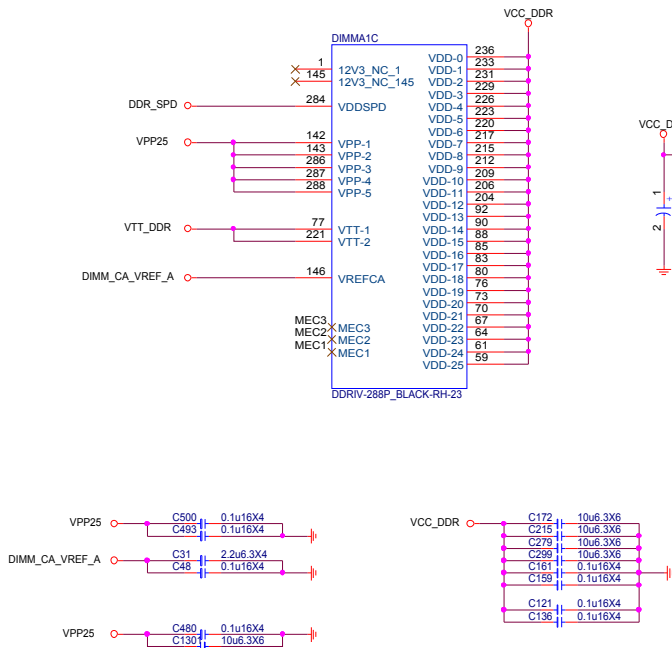 VCC_DDR
DIMMA1C
1 12V3_NC_1
145 12V3_NC_145
DDR_SPD 284 VDDSPD
VPP25 142 VPP-1
143 VPP-2
286 VPP-3
287 VPP-4
288 VPP-5
VTT_DDR 77 VTT-1
221 VTT-2
DIMM_CA_VREF_A 146 VREFCA
MEC3 MEC3
MEC2 MEC2
MEC1 MEC1
VDD-0 236
VDD-1 233
VDD-2 231
VDD-3 229
VDD-4 226
VDD-5 223
VDD-6 220
VDD-7 217
VDD-8 215
VDD-9 212
VDD-10 209
VDD-11 206
VDD-12 204
VDD-13 92
VDD-14 90
VDD-15 88
VDD-16 85
VDD-17 83
VDD-18 80
VDD-19 76
VDD-20 73
VDD-21 70
VDD-22 67
VDD-23 64
VDD-24 61
VDD-25 59
DDRIV-288P_BLACK-RH-23
VCC_D
1
+
2
VPP25
C500 0.1u16X4
C493 0.1u16X4
DIMM_CA_VREF_A
C31 2.2u6.3X4
C48 0.1u16X4
VPP25
C480 0.1u16X4
C130 10u6.3X6
VCC_DDR
C172 10u6.3X6
C215 10u6.3X6
C279 10u6.3X6
C299 10u6.3X6
C161 0.1u16X4
C159 0.1u16X4
C121 0.1u16X4
C136 0.1u16X4